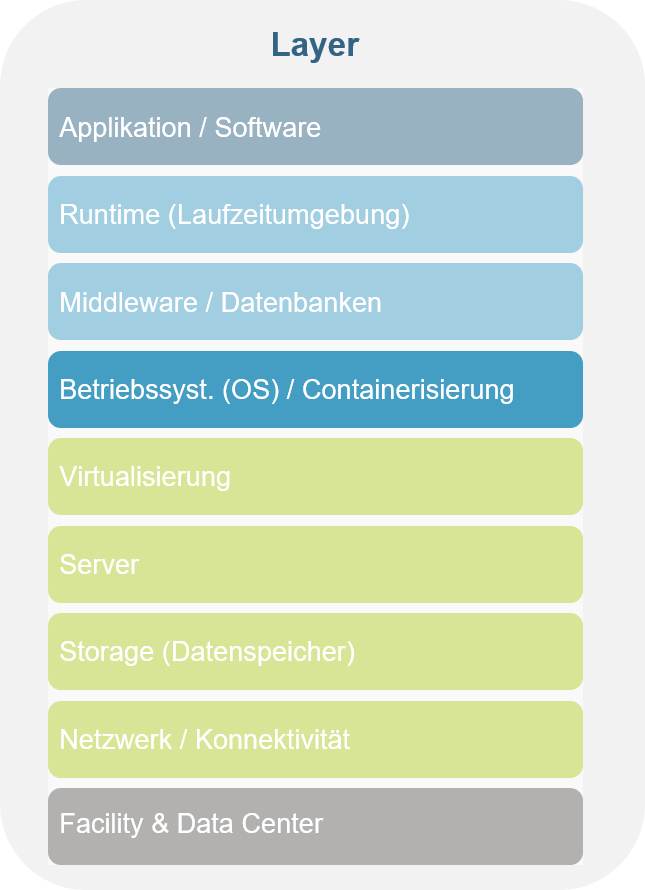 Layer
Applikation / Software
Runtime (Laufzeitumgebung)
Middleware / Datenbanken
Betriebssyst. (OS) / Containerisierung
Virtualisierung
Server
Storage (Datenspeicher)
Netzwerk / Konnektivität
Facility & Data Center